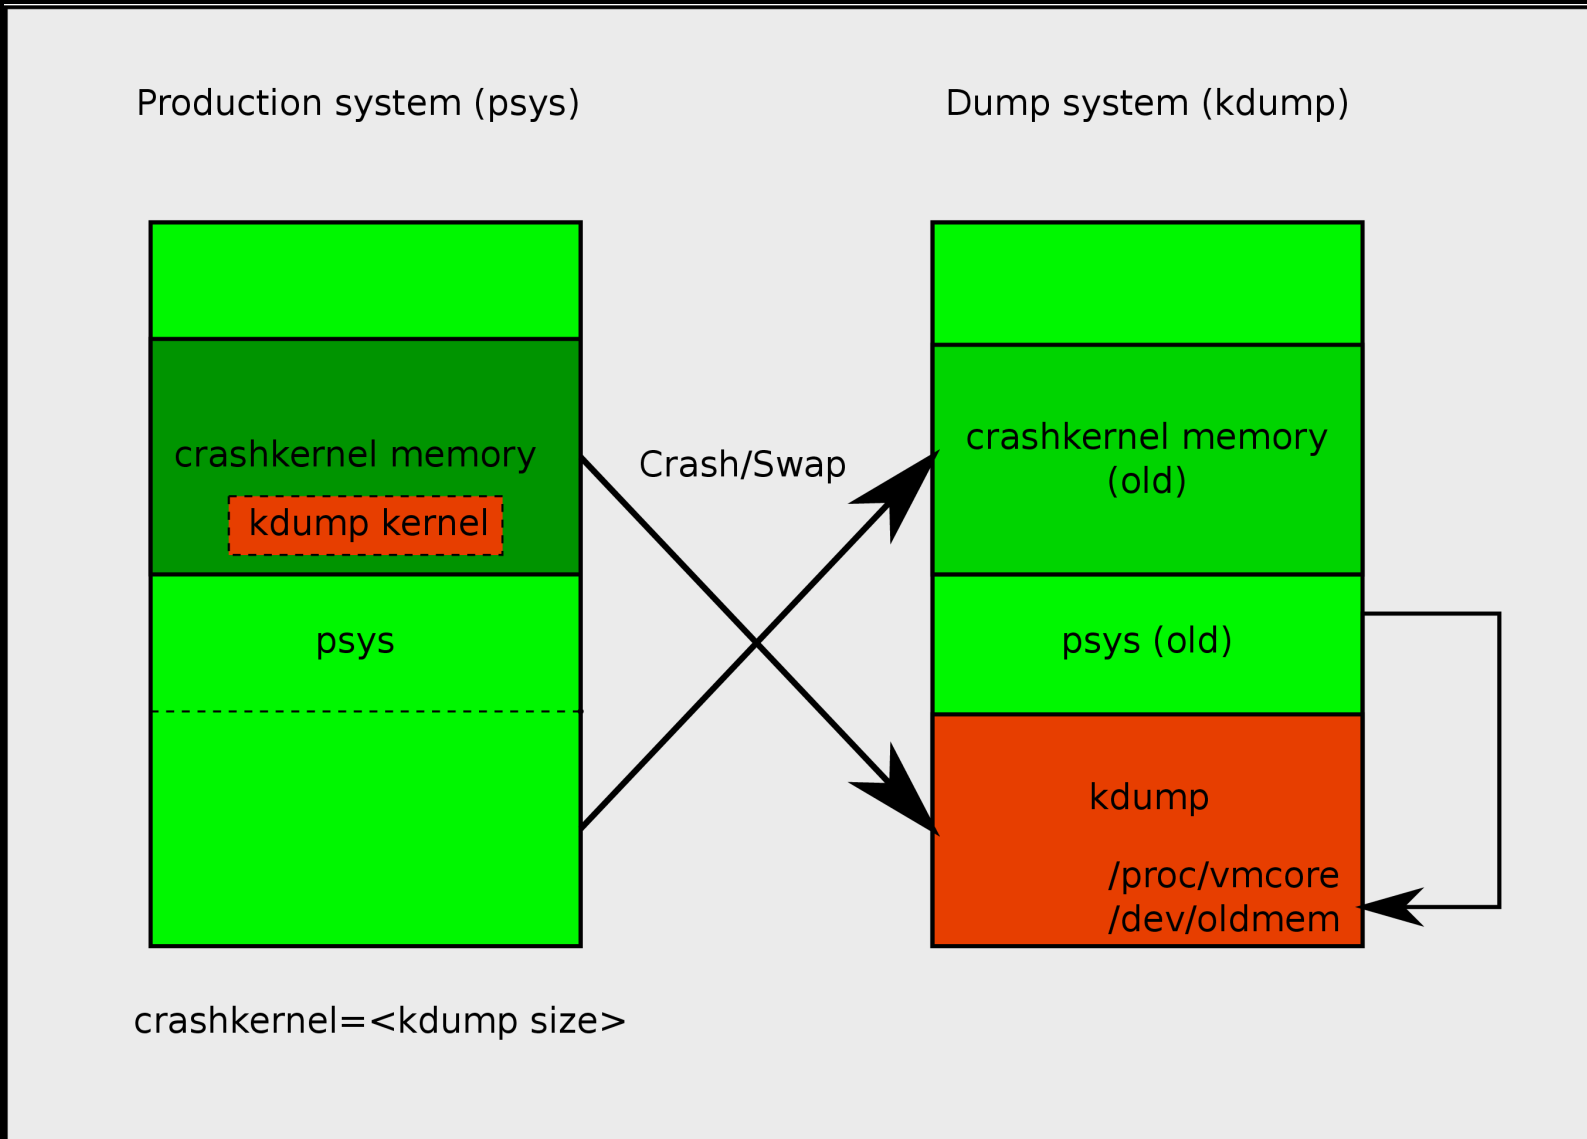 Production system (psys)
Dump system (kdump)
crashkernel memory
kdump kernel
psys
Crash/Swap
crashkernel memory
(old)
psys (old)
kdump
/proc/vmcore
/dev/oldmem
crashkernel=<kdump size>